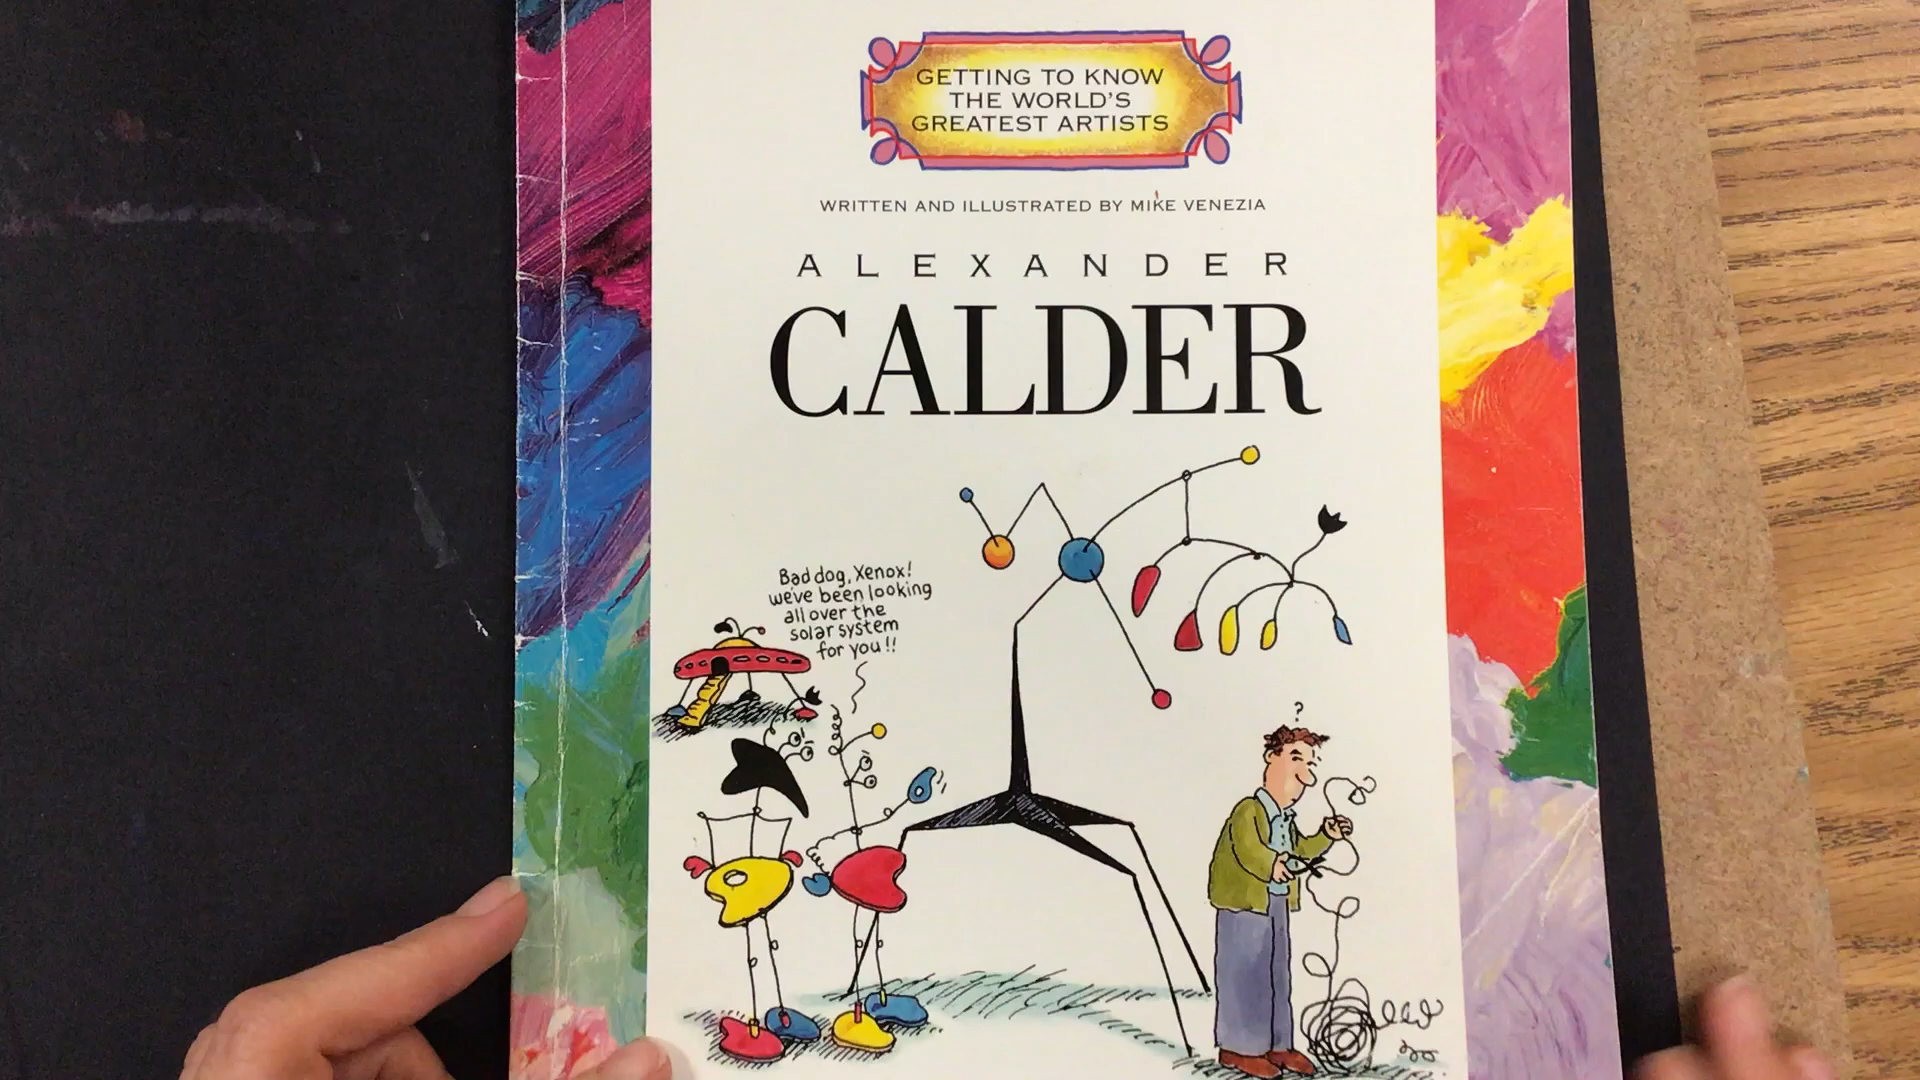 GETTING TO KNOW
THE WORLD'S
GREATEST ARTISTS
WRITTEN AND ILLUSTRATED BY MIKE VENEZIA
ALEXANDER
CALDER
Bad dog, Xenox!
we've been looking
all over the
solar system
for you!!
?